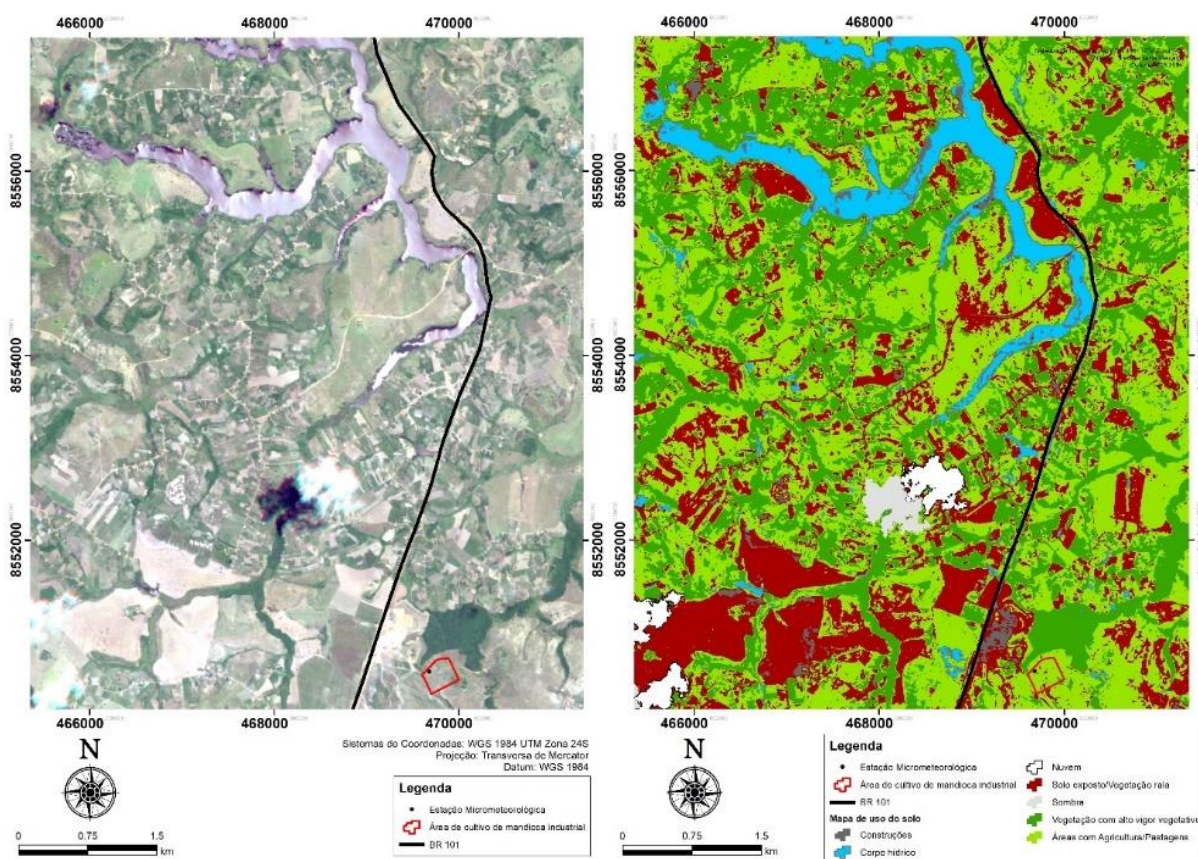 466000 468000 470000
466000 468000 470000
8556000
8554000
8552000
8556000
8554000
8552000
466000 468000 470000
466000 468000 470000
N
0 0.75 1.5
km
Sistemas do Coordonadas: WGS 1984 UTM Zona 24S
Projeção: Transversa de Mercator
Datum: WGS 1984
Legenda
Estação Micrometeorológica
Área de cultivo de mandioca industrial
BR 101
N
0 0.75 1.5
km
Legenda
Estação Micrometeorológica
Área de cultivo de mandioca industrial
BR 101
Mapa de uso do solo
Construções
Corpo hídrico
Nuvem
Solo exposto/Vegetação rala
Sombra
Vegetação com alto vigor vegetativo
Áreas com Agricultura/Pastagens